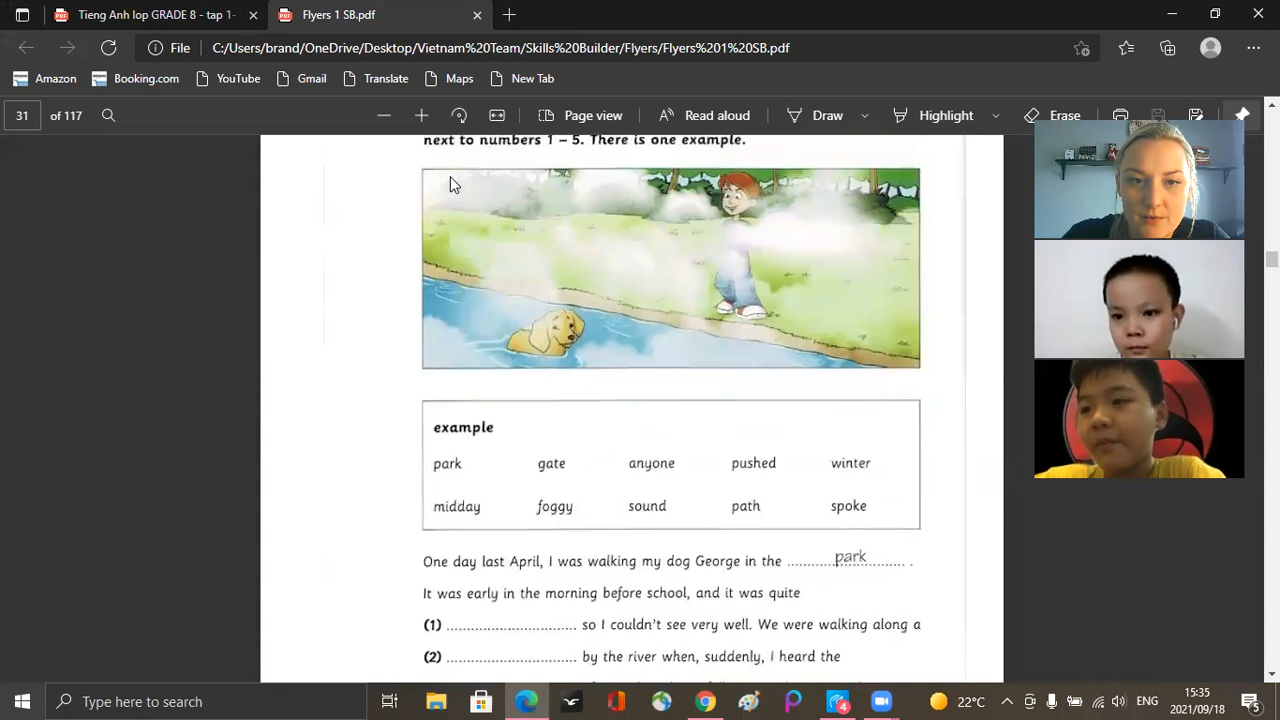 Tieng Anh lop GRADE 8 - tap 1-
Flyers 1 SB.pdf
File
C:/Users/brand/OneDrive/Desktop/Vietnam%20Team/Skills%20Builder/Flyers/Flyers%201%20SB.pdf
Amazon Booking.com YouTube Gmail Translate Maps New Tab
31 of 117 Page view Read aloud Draw Highlight Erase
next to numbers 1 – 5. There is one example.
example
park gate anyone pushed winter
midday foggy sound path spoke
One day last April, I was walking my dog George in the park .
It was early in the morning before school, and it was quite
(1) so I couldn't see very well. We were walking along a
(2) by the river when, suddenly, I heard the
Type here to search
4
22°C
ENG
15:35
2021/09/18
5